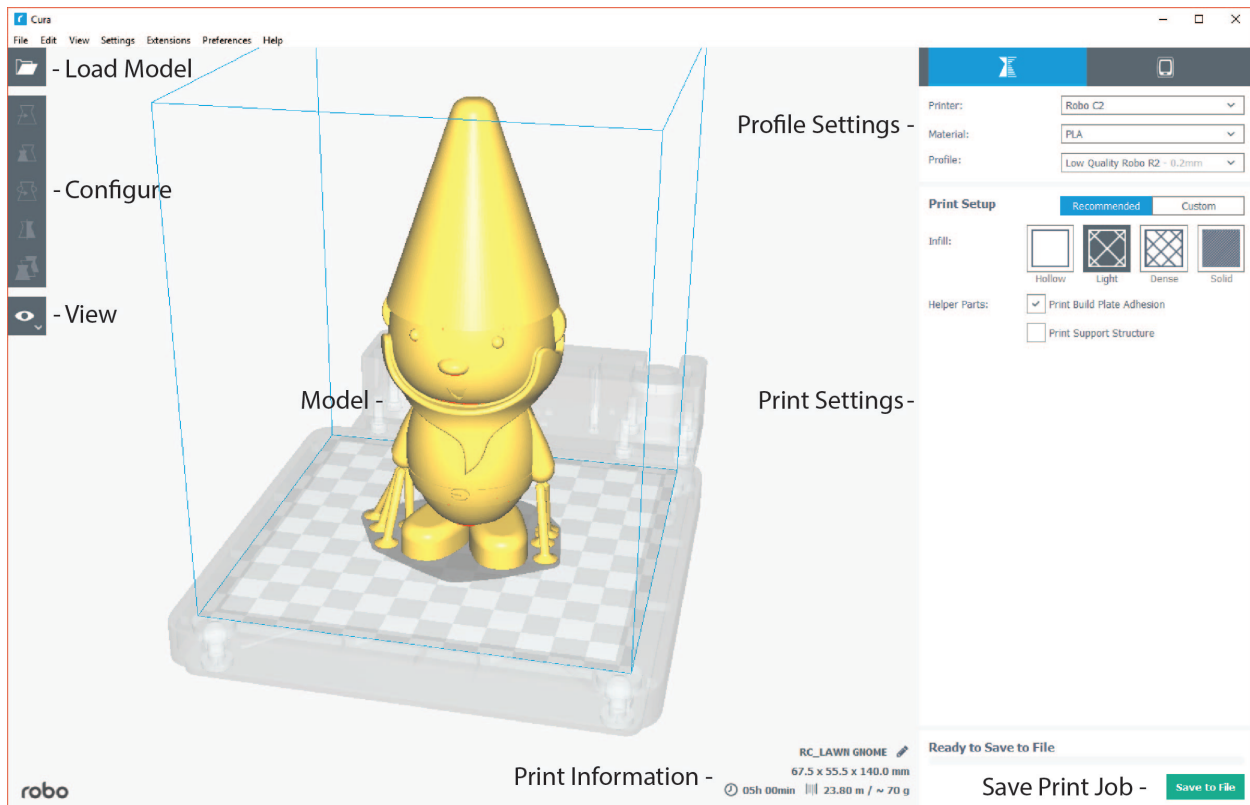 Cura
File Edit View Settings Extensions Preferences Help
- Load Model
- Configure
- View
Model -
Profile Settings -
Printer: Robo C2
Material: PLA
Profile: Low Quality Robo R2 - 0.2mm
Print Setup Recommended Custom
Infill:
Hollow Light Dense Solid
Helper Parts: Print Build Plate Adhesion
Print Support Structure
Print Settings -
RC_LAWN GNOME
67.5 x 55.5 x 140.0 mm
05h 00min 23.80 m / ~ 70 g
Print Information -
Ready to Save to File
Save Print Job - Save to File
robo